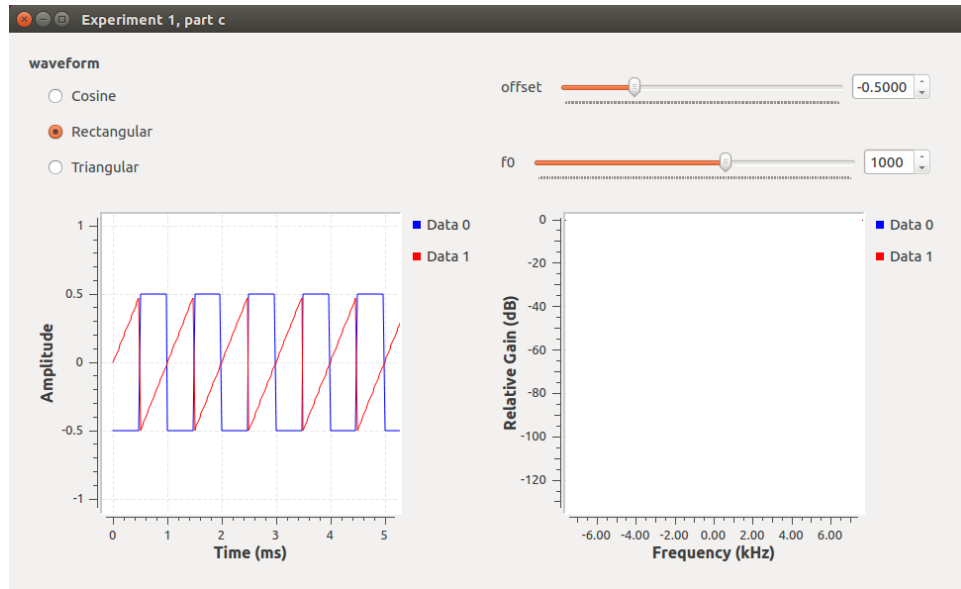 Experiment 1, part c
waveform
Cosine
Rectangular
Triangular
offset -0.5000
f0 1000
1
0.5
0
-0.5
-1
Amplitude
0 1 2 3 4 5
Time (ms)
Data 0
Data 1
0
-20
-40
-60
-80
-100
-120
Relative Gain (dB)
-6.00 -4.00 -2.00 0.00 2.00 4.00 6.00
Frequency (kHz)
Data 0
Data 1